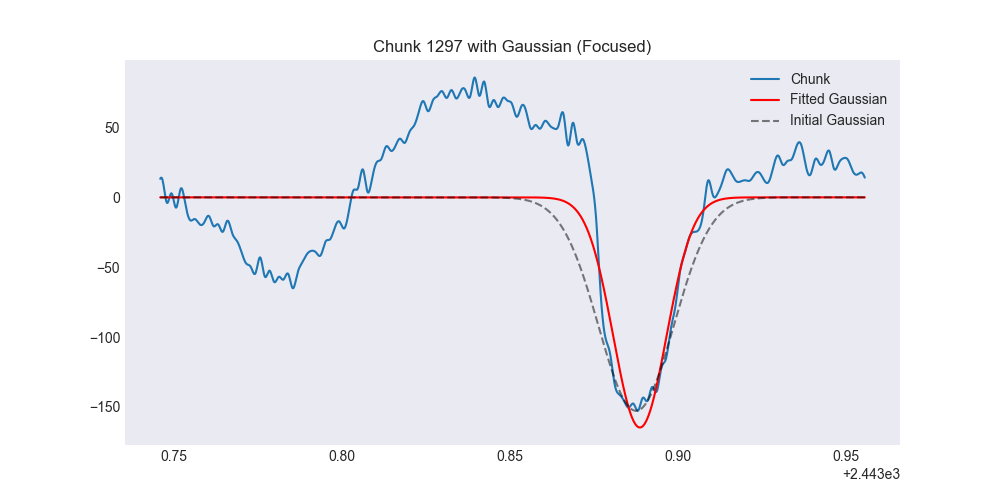 Chunk 1297 with Gaussian (Focused)
Chunk
Fitted Gaussian
Initial Gaussian
50
0
−50
−100
−150
0.75 0.80 0.85 0.90 0.95
+2.443e3